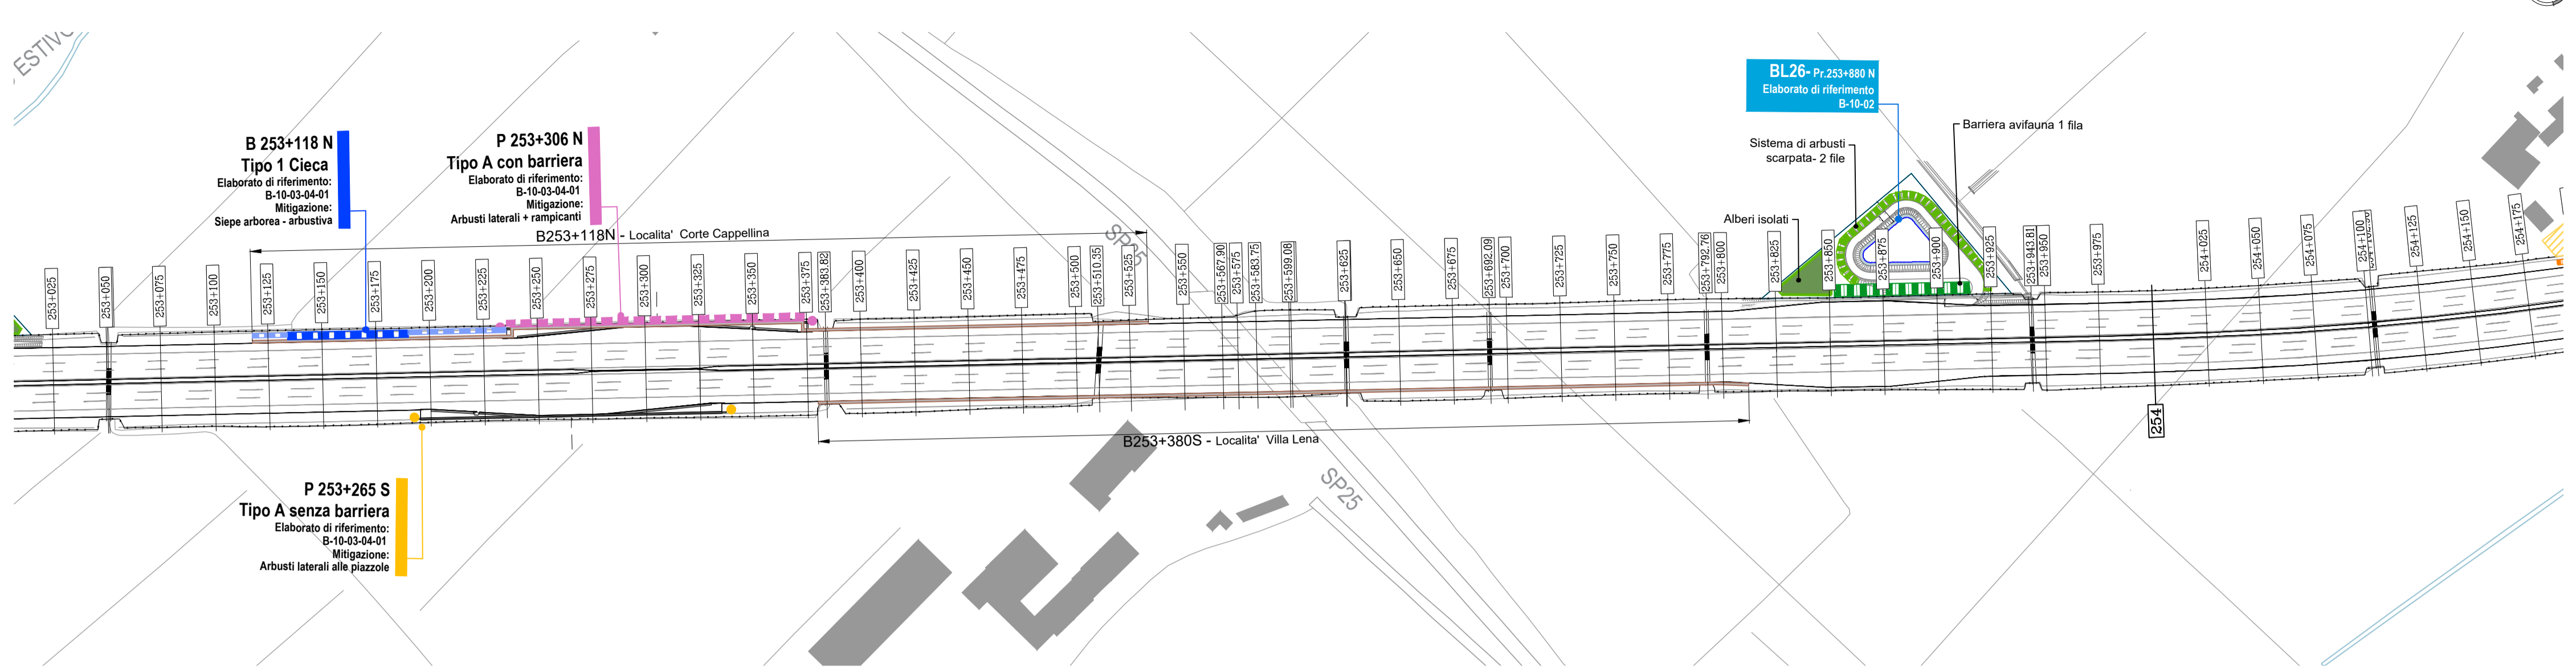 BL26- Pr.253+880 N
Elaborato di riferimento
B-10-02
Barriera avifauna 1 fila
Sistema di arbusti
scarpata- 2 file
Alberi isolati
B 253+118 N
Tipo 1 Cieca
Elaborato di riferimento:
B-10-03-04-01
Mitigazione:
Siepe arborea - arbustiva
P 253+306 N
Tipo A con barriera
Elaborato di riferimento:
B-10-03-04-01
Mitigazione:
Arbusti laterali + rampicanti
B253+118N - Localita' Corte Cappellina
SP25
253+025
253+050
253+075
253+100
253+125
253+150
253+175
253+200
253+225
253+250
253+275
253+300
253+325
253+350
253+375
253+383.82
253+400
253+425
253+450
253+475
253+500
253+510.35
253+525
253+550
253+567.90
253+575
253+583.75
253+599.08
253+625
253+650
253+675
253+692.09
253+700
253+725
253+750
253+775
253+792.76
253+800
253+825
253+850
253+875
253+900
253+925
253+943.81
253+950
253+975
254+025
254+050
254+075
254+100
254+125
254+150
254+175
254
B253+380S - Localita' Villa Lena
SP25
P 253+265 S
Tipo A senza barriera
Elaborato di riferimento:
B-10-03-04-01
Mitigazione:
Arbusti laterali alle piazzole